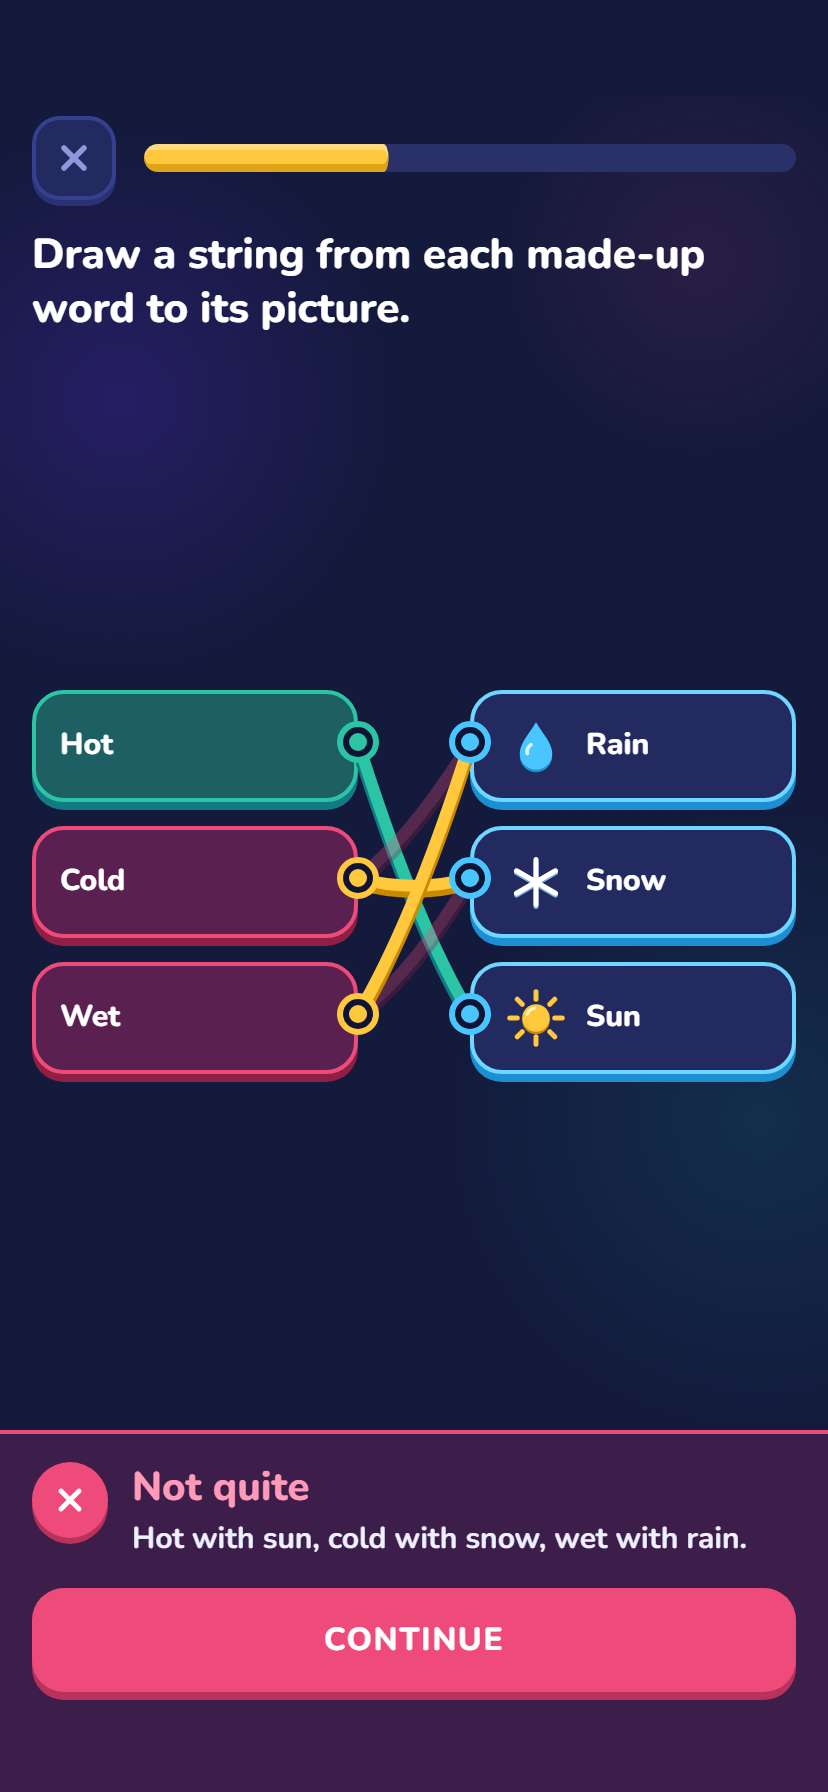 Draw a string from each made-up
word to its picture.
Hot
Rain
Cold
Snow
Wet
Sun
Not quite
Hot with sun, cold with snow, wet with rain.
CONTINUE